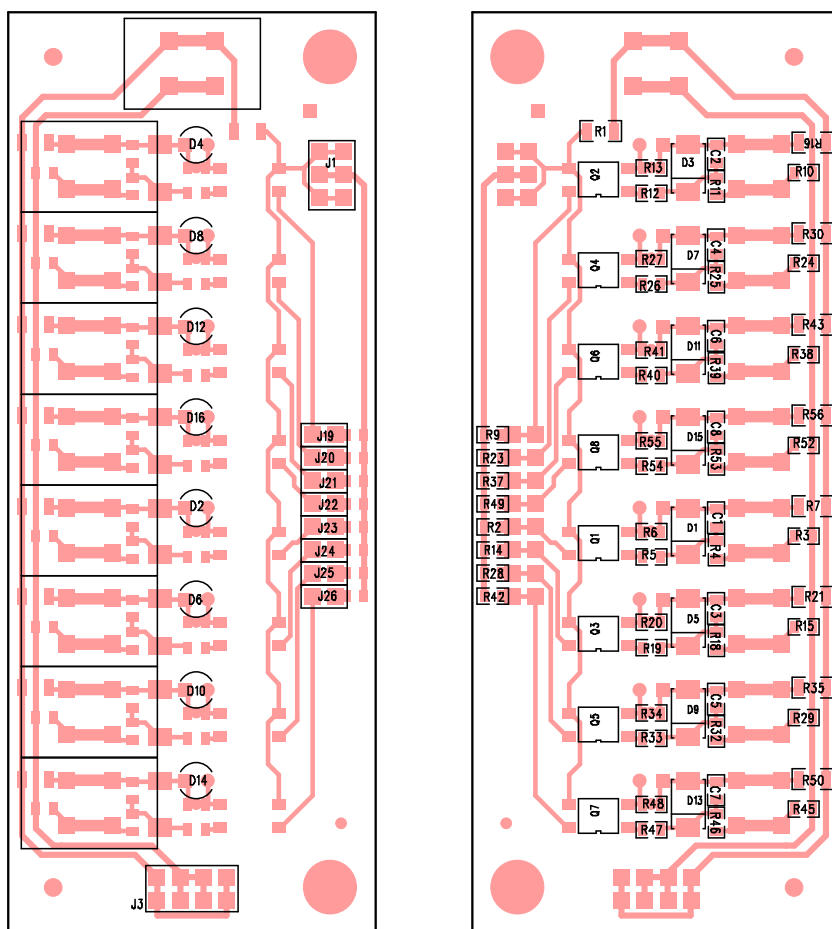 D4
J1
D8
D12
D16
J19
J20
J21
D2
J22
J23
J24
J25
D6
J26
D10
D14
J3
R1
R16
R13
D3
C2
R10
Q2
R12
R11
R30
R27
D7
C4
R24
Q4
R26
R25
R43
R41
D11
C6
R38
Q6
R40
R39
R56
R9
R55
D15
C8
R52
Q8
R23
R54
R53
R37
R49
R7
R2
R6
D1
C1
R3
Q1
R14
R5
R4
R28
R42
R21
R20
D5
C3
R15
Q3
R19
R18
R35
R34
D9
C5
R29
Q5
R33
R32
R50
R48
D13
C7
R45
Q7
R47
R46